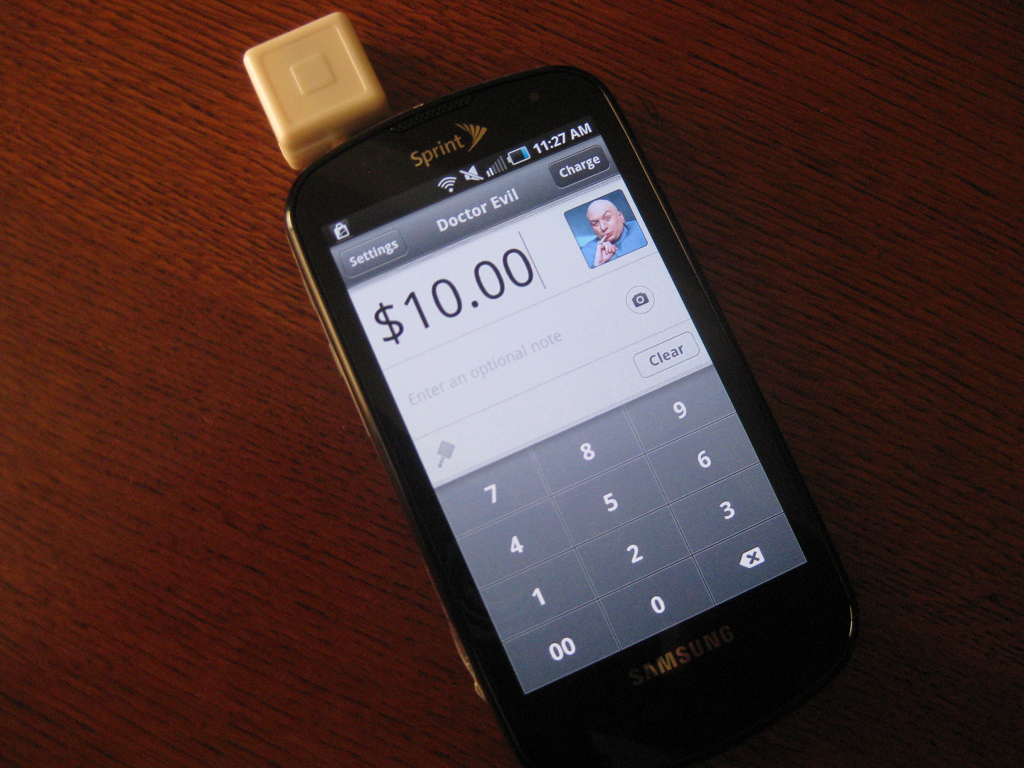 Sprint
11:27 AM
Settings Doctor Evil Charge
$10.00
Enter an optional note
Clear
7 8 9
4 5 6
1 2 3
00 0
SAMSUNG